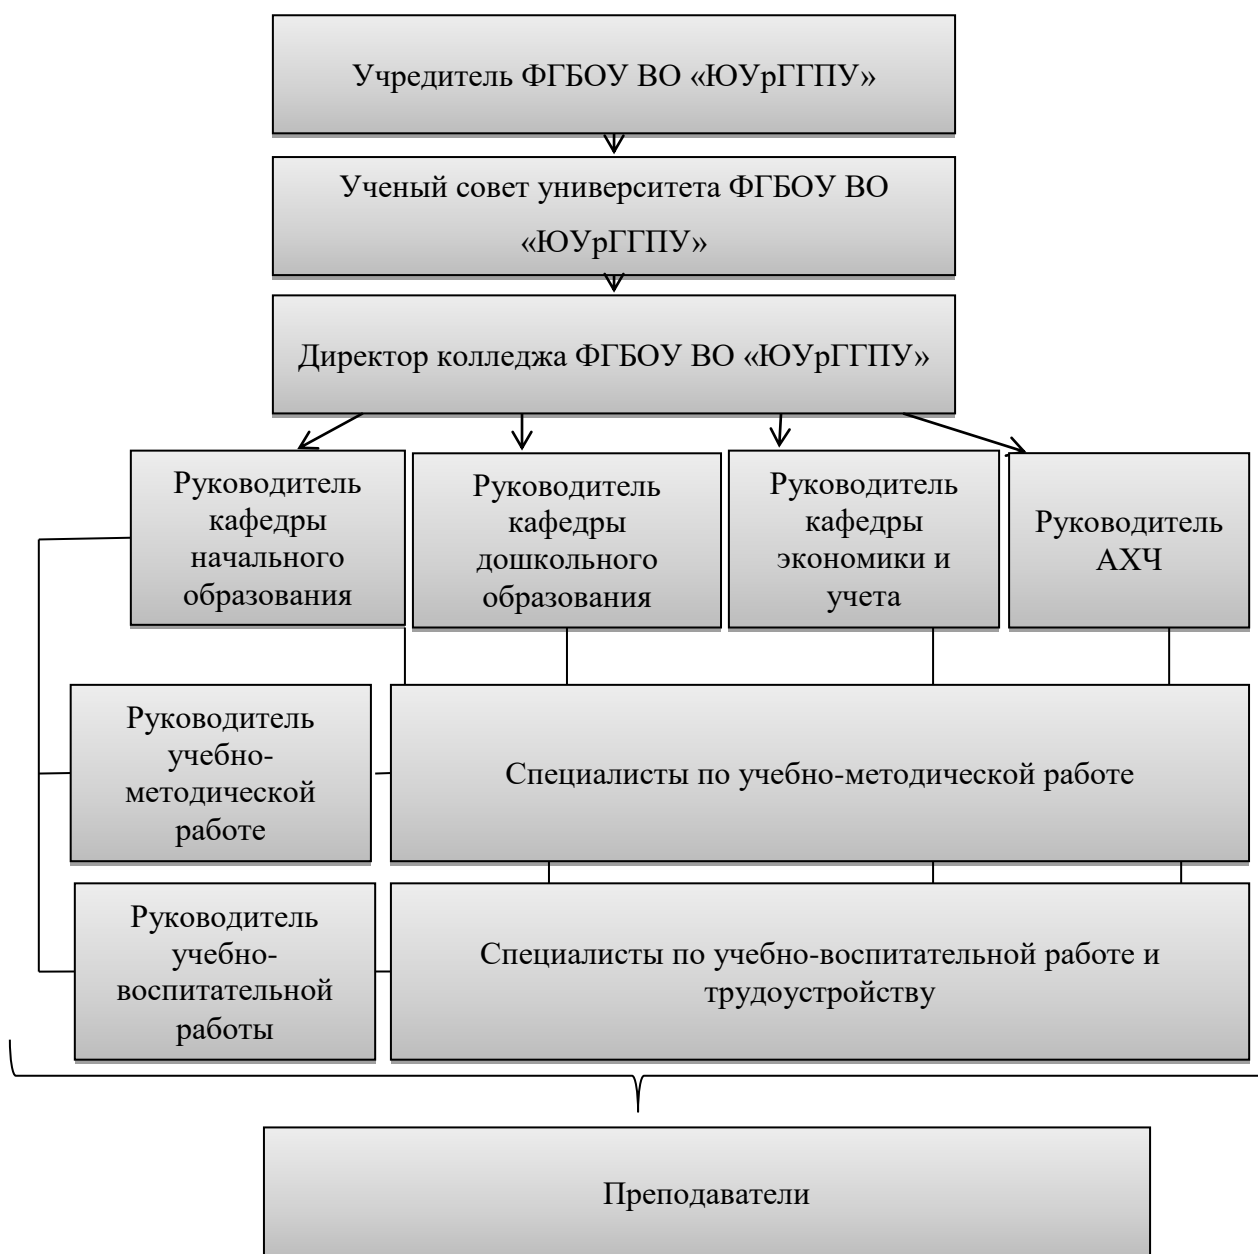 Учредитель ФГБОУ ВО «ЮУрГГПУ»
Ученый совет университета ФГБОУ ВО
«ЮУрГГПУ»
Директор колледжа ФГБОУ ВО «ЮУрГГПУ»
Руководитель
кафедры
начального
образования
Руководитель
кафедры
дошкольного
образования
Руководитель
кафедры
экономики и
учета
Руководитель
АХЧ
Руководитель
учебно-
методической
работе
Специалисты по учебно-методической работе
Руководитель
учебно-
воспитательной
работы
Специалисты по учебно-воспитательной работе и
трудоустройству
Преподаватели